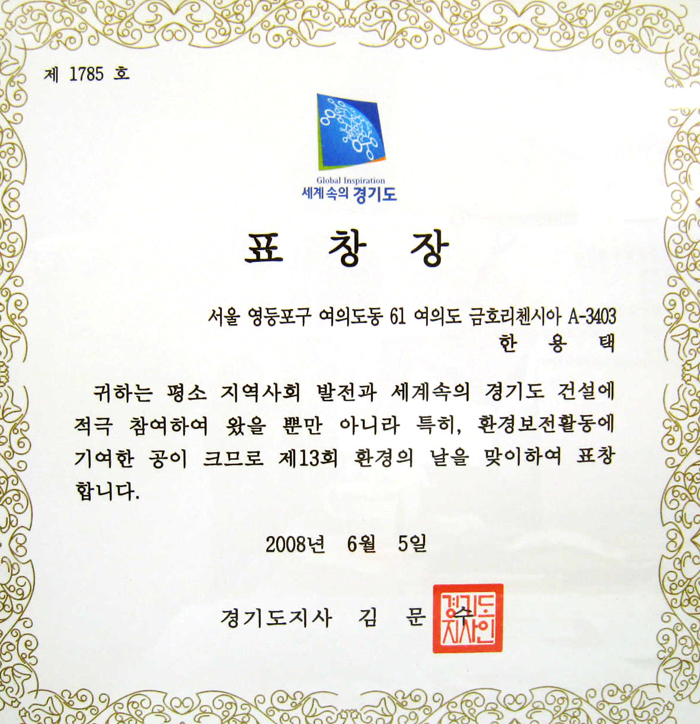 제 1785 호
Global Inspiration
세계 속의 경기도
표 창 장
서울 영등포구 여의도동 61 여의도 금호리첸시아 A-3403
한 용 택
귀하는 평소 지역사회 발전과 세계속의 경기도 건설에
적극 참여하여 왔을 뿐만 아니라 특히, 환경보전활동에
기여한 공이 크므로 제13회 환경의 날을 맞이하여 표창
합니다.
2008년 6월 5일
경기도지사 김 문 수
경기도
지사인